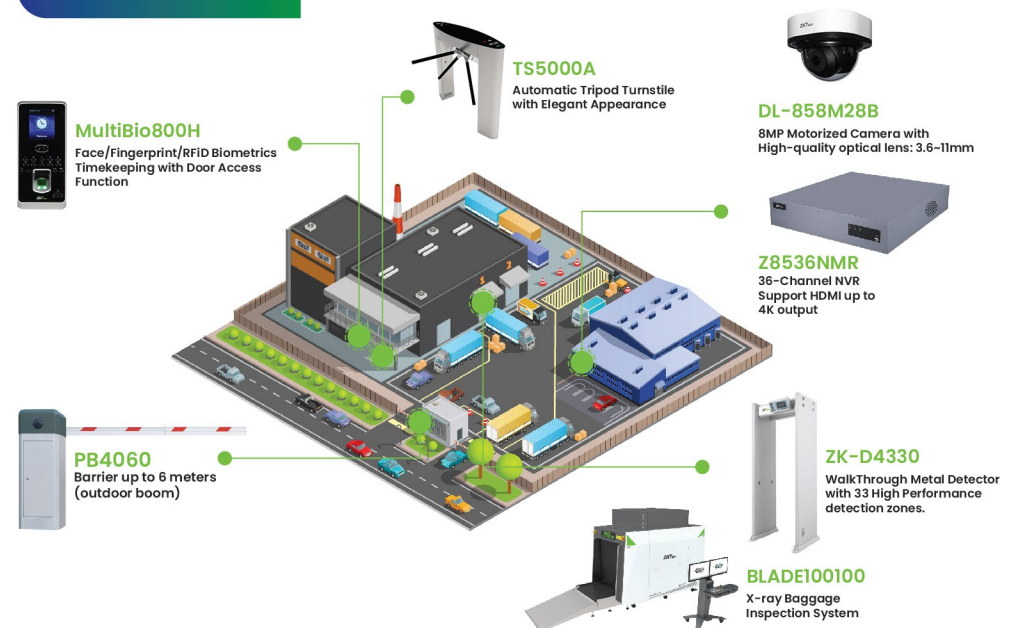 TS5000A
Automatic Tripod Turnstile
with Elegant Appearance
DL-858M28B
8MP Motorized Camera with
High-quality optical lens: 3.6~11mm
MultiBio800H
Face/Fingerprint/RFiD Biometrics
Timekeeping with Door Access
Function
Z8536NMR
36-Channel NVR
Support HDMI up to
4K output
1
2
PB4060
Barrier up to 6 meters
(outdoor boom)
ZK-D4330
WalkThrough Metal Detector
with 33 High Performance
detection zones.
BLADE100100
X-ray Baggage
Inspection System